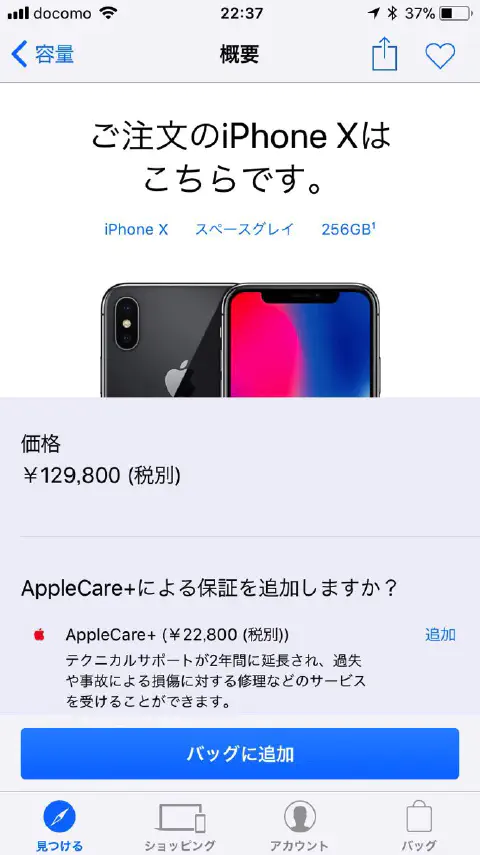 docomo 22:37 37%
容量 概要
ご注文のiPhone Xは
こちらです。
iPhone X スペースグレイ 256GB¹
価格
¥129,800 (税別)
AppleCare+による保証を追加しますか？
AppleCare+ (¥22,800 (税別)) 追加
テクニカルサポートが2年間に延長され、過失
や事故による損傷に対する修理などのサービス
を受けることができます。
バッグに追加
見つける ショッピング アカウント バッグ